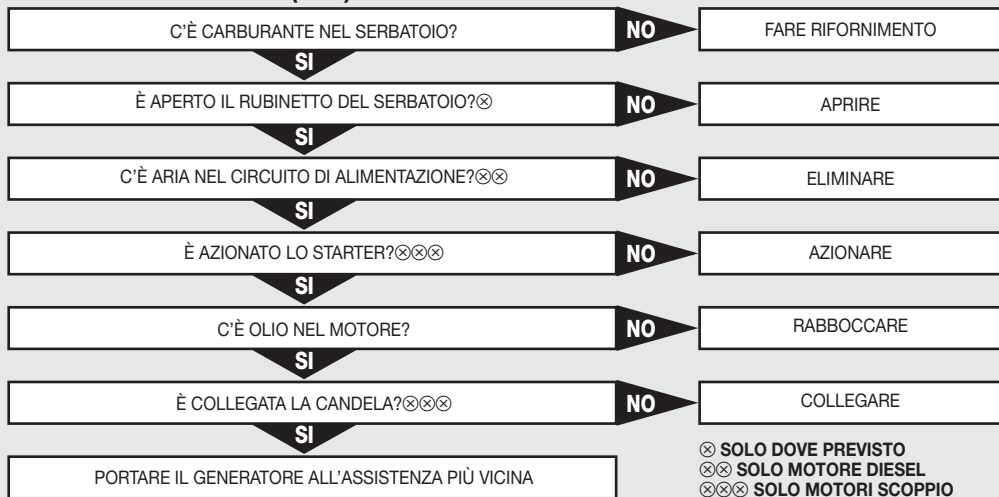 C'È CARBURANTE NEL SERBATOIO?
NO
FARE RIFORNIMENTO
SI
È APERTO IL RUBINETTO DEL SERBATOIO?⊗
NO
APRIRE
SI
C'È ARIA NEL CIRCUITO DI ALIMENTAZIONE?⊗⊗
NO
ELIMINARE
SI
È AZIONATO LO STARTER?⊗⊗⊗
NO
AZIONARE
SI
C'È OLIO NEL MOTORE?
NO
RABBOCCARE
SI
È COLLEGATA LA CANDELA?⊗⊗⊗
NO
COLLEGARE
SI
PORTARE IL GENERATORE ALL'ASSISTENZA PIÙ VICINA
⊗ SOLO DOVE PREVISTO
⊗⊗ SOLO MOTORE DIESEL
⊗⊗⊗ SOLO MOTORI SCOPPIO